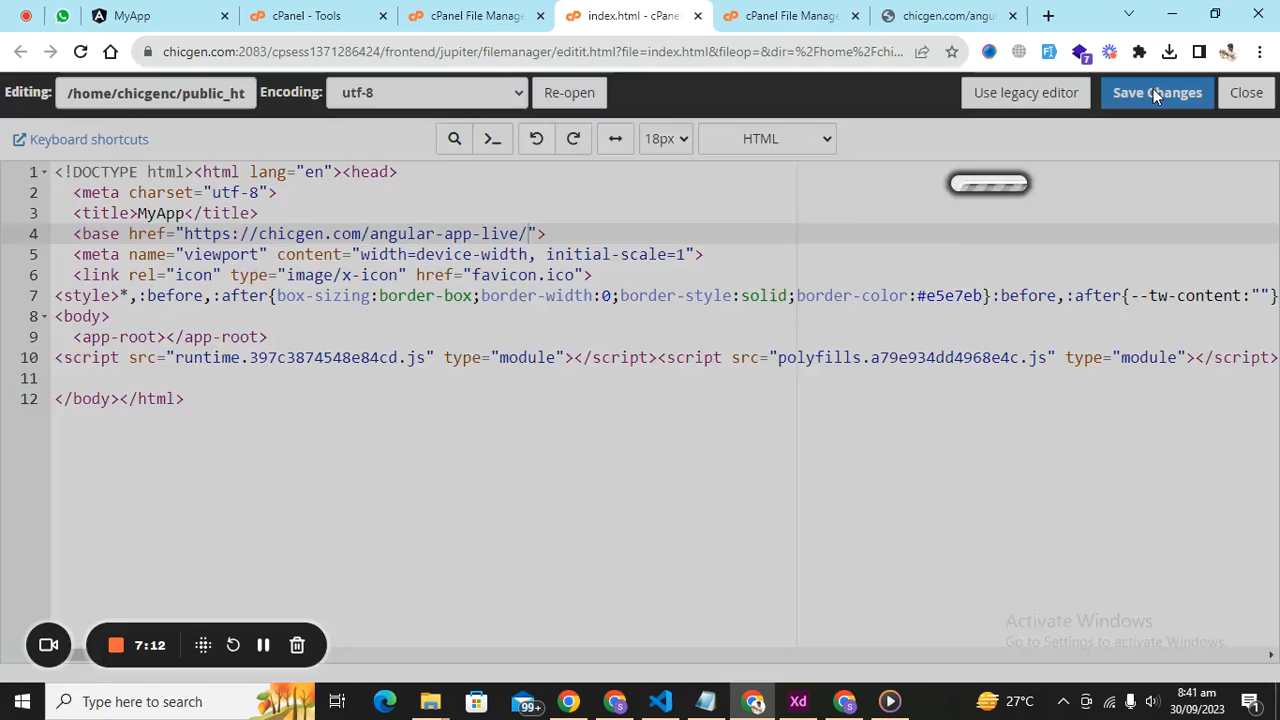 MyApp
cPanel - Tools
cPanel File Manage
index.html - cPane
cPanel File Manage
chicgen.com/angul
chicgen.com:2083/cpsess1371286424/frontend/jupiter/filemanager/editit.html?file=index.html&fileop=&dir=%2Fhome%2Fchi...
7
Editing:
/home/chicgenc/public_ht
Encoding:
utf-8
Re-open
Use legacy editor
Save Changes
Close
Keyboard shortcuts
18px
HTML
1 <!DOCTYPE html><html lang="en"><head>
2 <meta charset="utf-8">
3 <title>MyApp</title>
4 <base href="https://chicgen.com/angular-app-live/">
5 <meta name="viewport" content="width=device-width, initial-scale=1">
6 <link rel="icon" type="image/x-icon" href="favicon.ico">
7 <style>*,:before,:after{box-sizing:border-box;border-width:0;border-style:solid;border-color:#e5e7eb}:before,:after{--tw-content:""}
8 <body>
9 <app-root></app-root>
10 <script src="runtime.397c3874548e84cd.js" type="module"></script><script src="polyfills.a79e934dd4968e4c.js" type="module"></script>
11
12 </body></html>
Activate Windows
Go to Settings to activate Windows.
7:12
Type here to search
99+
27°C
8:41 am
30/09/2023
1